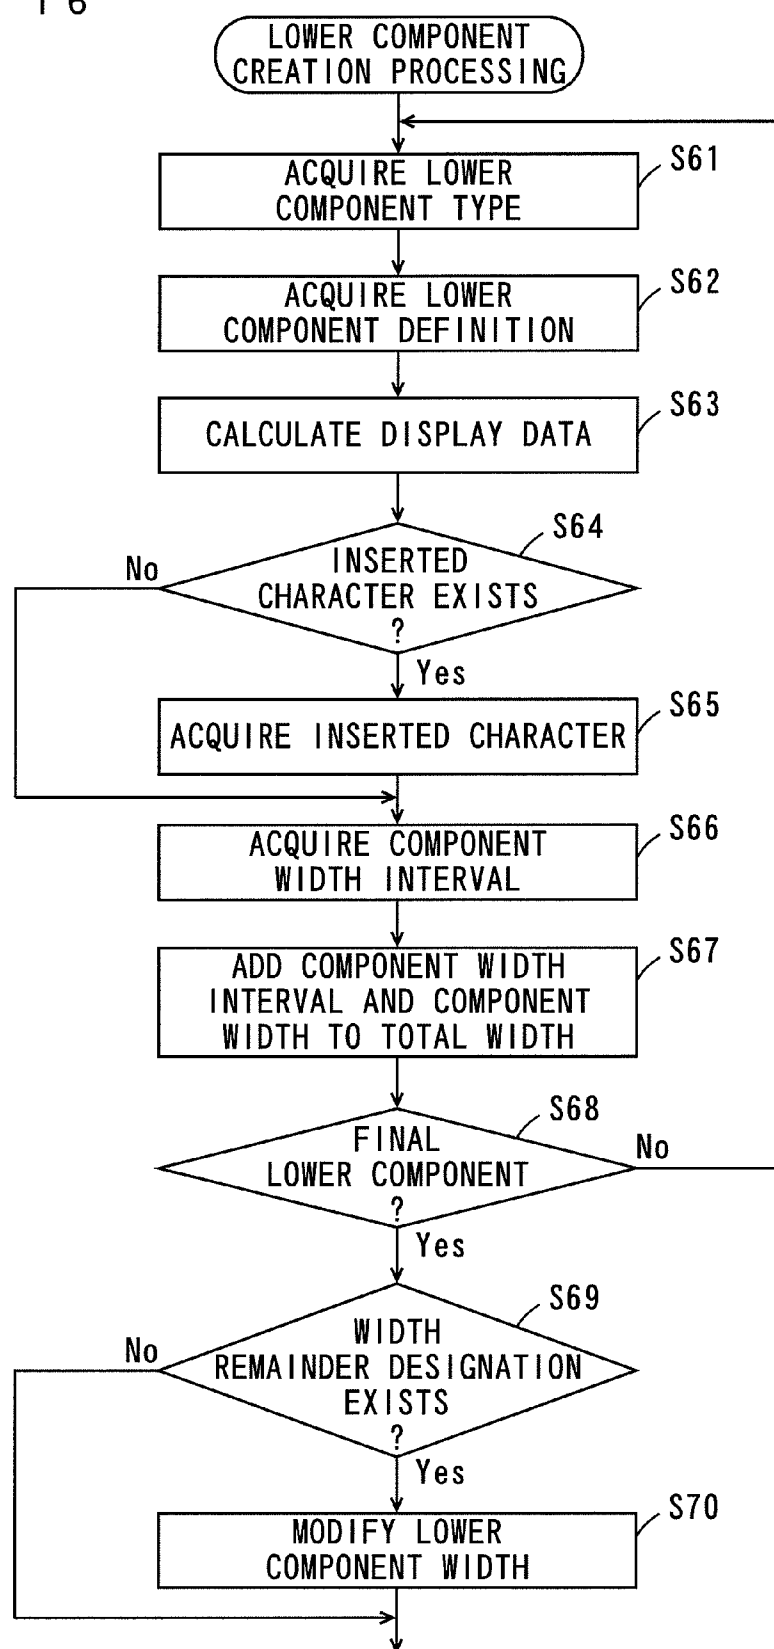 16
LOWER COMPONENT
CREATION PROCESSING
S61
ACQUIRE LOWER
COMPONENT TYPE
S62
ACQUIRE LOWER
COMPONENT DEFINITION
S63
CALCULATE DISPLAY DATA
S64
No
INSERTED
CHARACTER EXISTS
?
Yes
S65
ACQUIRE INSERTED CHARACTER
S66
ACQUIRE COMPONENT
WIDTH INTERVAL
S67
ADD COMPONENT WIDTH
INTERVAL AND COMPONENT
WIDTH TO TOTAL WIDTH
S68
FINAL
No
LOWER COMPONENT
?
Yes
S69
No
WIDTH
REMAINDER DESIGNATION
EXISTS
?
Yes
S70
MODIFY LOWER
COMPONENT WIDTH